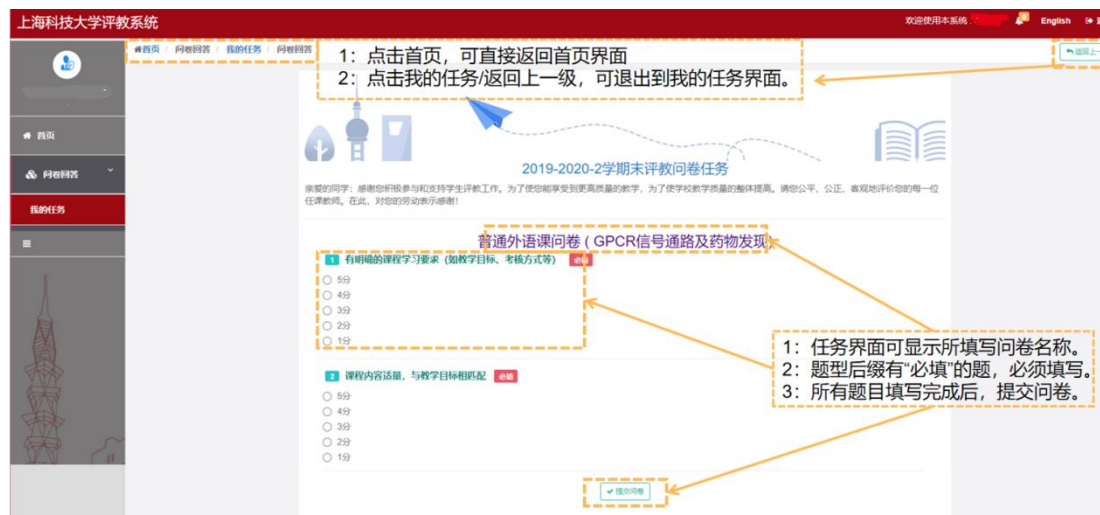 上海科技大学评教系统
欢迎使用本系统
English
首页 / 问卷回答 / 我的任务 / 问卷回答
返回上一
1：点击首页，可直接返回首页界面
2：点击我的任务/返回上一级，可退出到我的任务界面。
首页
问卷回答
我的任务
2019-2020-2学期末评教问卷任务
亲爱的同学：感谢您积极参与和支持学生评教工作。为了使您能享受到更高质量的教学，为了使学校教学质量的整体提高。请您公平、公正、客观地评价您的每一位
任课教师。在此，对您的劳动表示感谢！
普通外语课问卷（GPCR信号通路及药物发现）
1 有明确的课程学习要求（如教学目标、考核方式等） 必填
5分
4分
3分
2分
1分
1：任务界面可显示所填写问卷名称。
2：题型后缀有“必填”的题，必须填写。
3：所有题目填写完成后，提交问卷。
2 课程内容适量，与教学目标相匹配 必填
5分
4分
3分
2分
1分
提交问卷